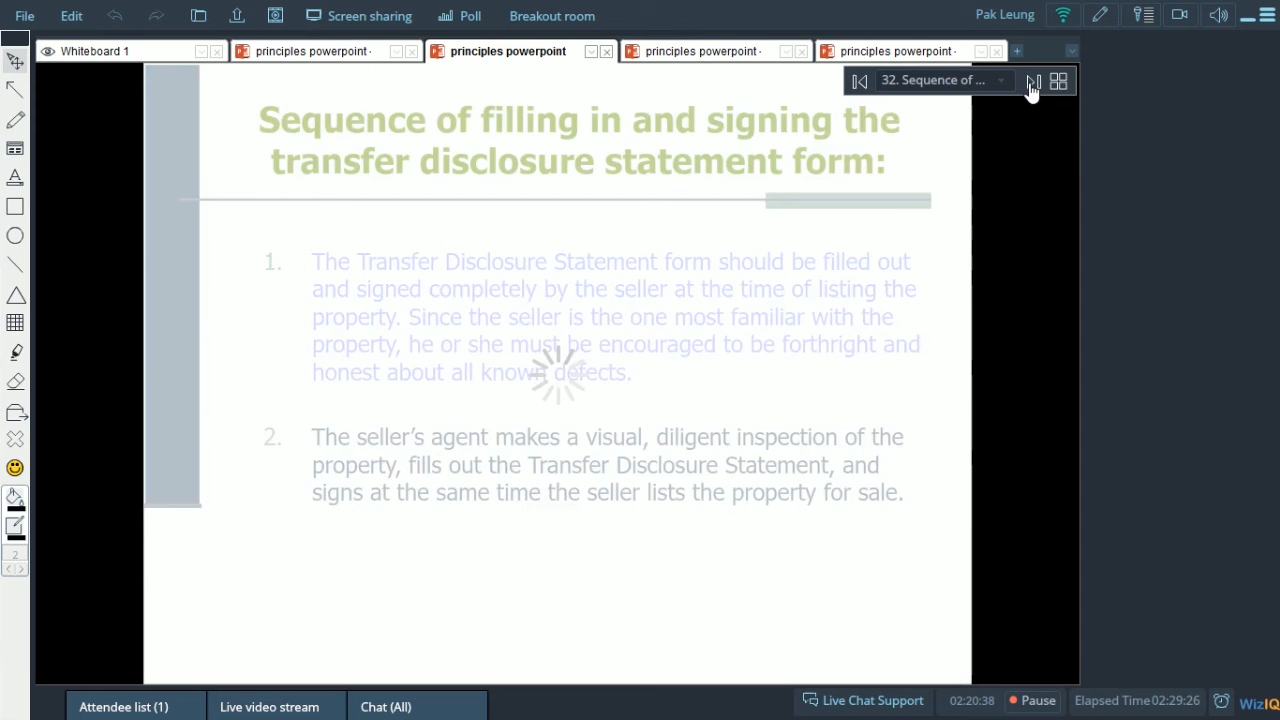 File Edit Screen sharing Poll Breakout room Pak Leung
Whiteboard 1 principles powerpoint· principles powerpoint principles powerpoint· principles powerpoint·
32. Sequence of ...
Sequence of filling in and signing the
transfer disclosure statement form:
1. The Transfer Disclosure Statement form should be filled out
and signed completely by the seller at the time of listing the
property. Since the seller is the one most familiar with the
property, he or she must be encouraged to be forthright and
honest about all known defects.
2. The seller’s agent makes a visual, diligent inspection of the
property, fills out the Transfer Disclosure Statement, and
signs at the same time the seller lists the property for sale.
2
Live Chat Support 02:20:38 Pause Elapsed Time 02:29:26 WizIQ
Attendee list (1) Live video stream Chat (All)